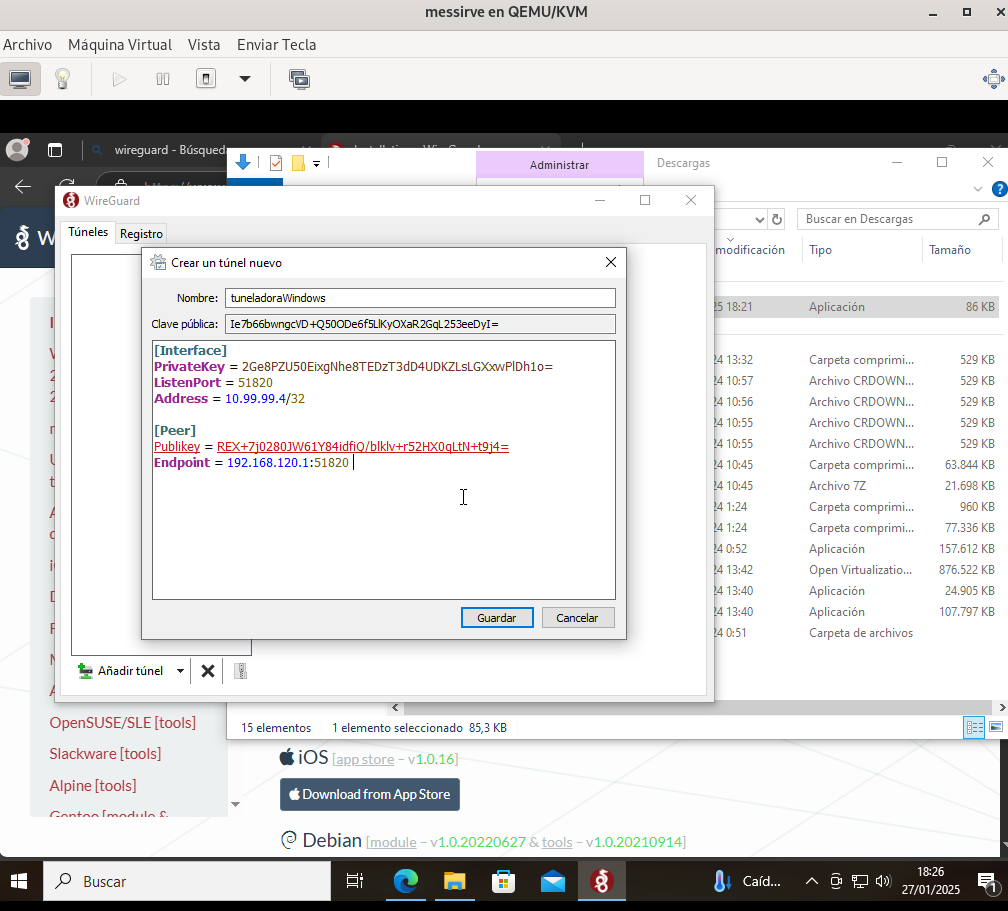 messirve en QEMU/KVM
Archivo Máquina Virtual Vista Enviar Tecla
wireguard - Búsqueda
Administrar
Descargas
WireGuard
Buscar en Descargas
Túneles Registro
modificación Tipo Tamaño
Crear un túnel nuevo
Nombre: tuneladoraWindows
Clave pública: Ie7b66bwngcVD+Q50ODe6f5LlKyOXaR2GqL253eeDyI=
[Interface]
PrivateKey = 2Ge8PZU50EixgNhe8TEDzT3dD4UDKZLsLGXxwPlDh1o=
ListenPort = 51820
Address = 10.99.99.4/32
[Peer]
Publikey = REX+7j0280JW61Y84idfiQ/blklv+r52HX0qLtN+t9j4=
Endpoint = 192.168.120.1:51820
Guardar Cancelar
25 18:21 Aplicación 86 KB
24 13:32 Carpeta comprimi... 529 KB
24 10:57 Archivo CRDOWN... 529 KB
24 10:56 Archivo CRDOWN... 529 KB
24 10:55 Archivo CRDOWN... 529 KB
24 10:55 Archivo CRDOWN... 529 KB
24 10:45 Carpeta comprimi... 63.844 KB
24 10:45 Archivo 7Z 21.698 KB
24 1:24 Carpeta comprimi... 960 KB
24 1:24 Carpeta comprimi... 77.336 KB
24 0:52 Aplicación 157.612 KB
24 13:42 Open Virtualizatio... 876.522 KB
24 13:40 Aplicación 24.905 KB
24 13:40 Aplicación 107.797 KB
24 0:51 Carpeta de archivos
Añadir túnel
15 elementos 1 elemento seleccionado 85,3 KB
OpenSUSE/SLE [tools]
Slackware [tools]
Alpine [tools]
Gentoo [module &
iOS [app store – v1.0.16]
Download from App Store
Debian [module – v1.0.20220627 & tools – v1.0.20210914]
Buscar
Caíd...
18:26
27/01/2025
1